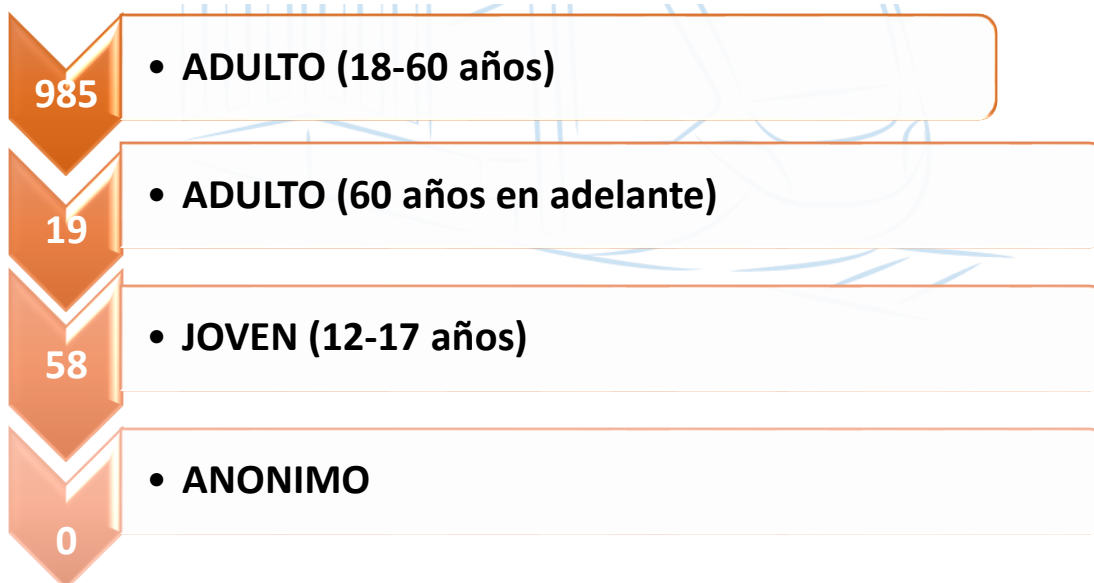 985
• ADULTO (18-60 años)
19
• ADULTO (60 años en adelante)
58
• JOVEN (12-17 años)
0
• ANONIMO